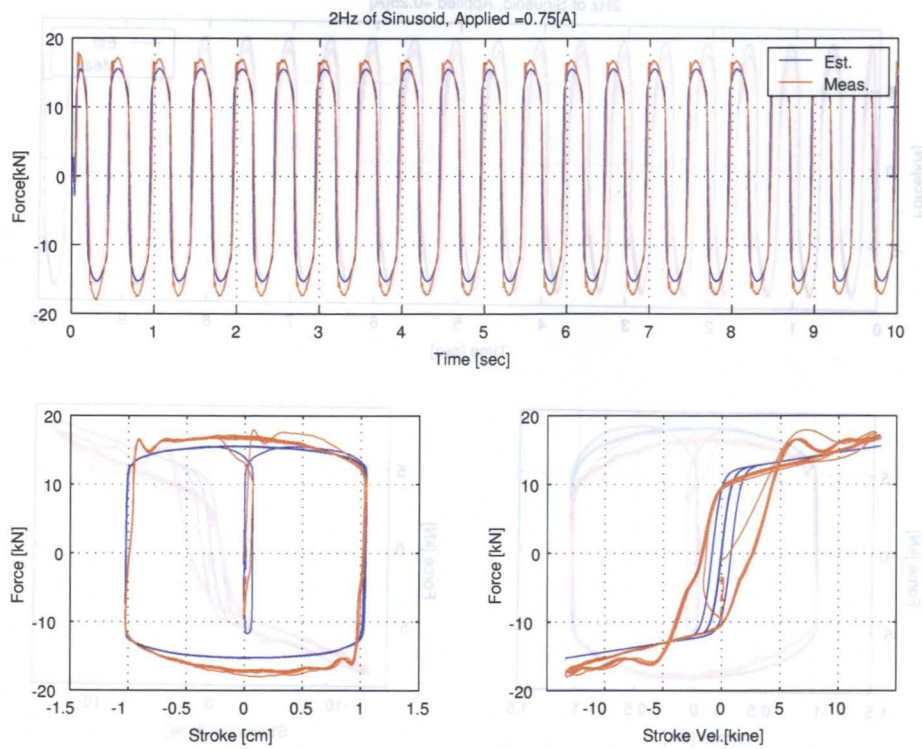 2Hz of Sinusoid, Applied =0.75[A]
20
10
0
-10
-20
Force[kN]
Est.
Meas.
0 1 2 3 4 5 6 7 8 9 10
Time [sec]
20
10
0
-10
-20
Force [kN]
-1.5 -1 -0.5 0 0.5 1 1.5
Stroke [cm]
20
10
0
-10
-20
Force [kN]
-10 -5 0 5 10
Stroke Vel.[kine]